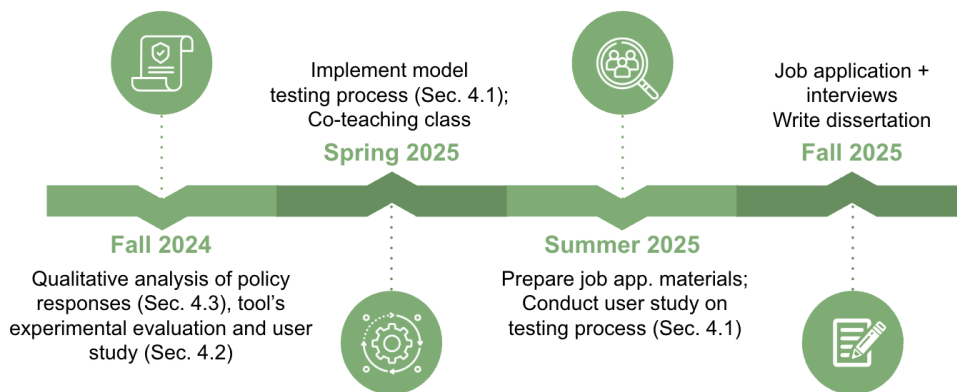 Fall 2024
Qualitative analysis of policy
responses (Sec. 4.3), tool's
experimental evaluation and user
study (Sec. 4.2)
Implement model
testing process (Sec. 4.1);
Co-teaching class
Spring 2025
Summer 2025
Prepare job app. materials;
Conduct user study on
testing process (Sec. 4.1)
Job application +
interviews
Write dissertation
Fall 2025